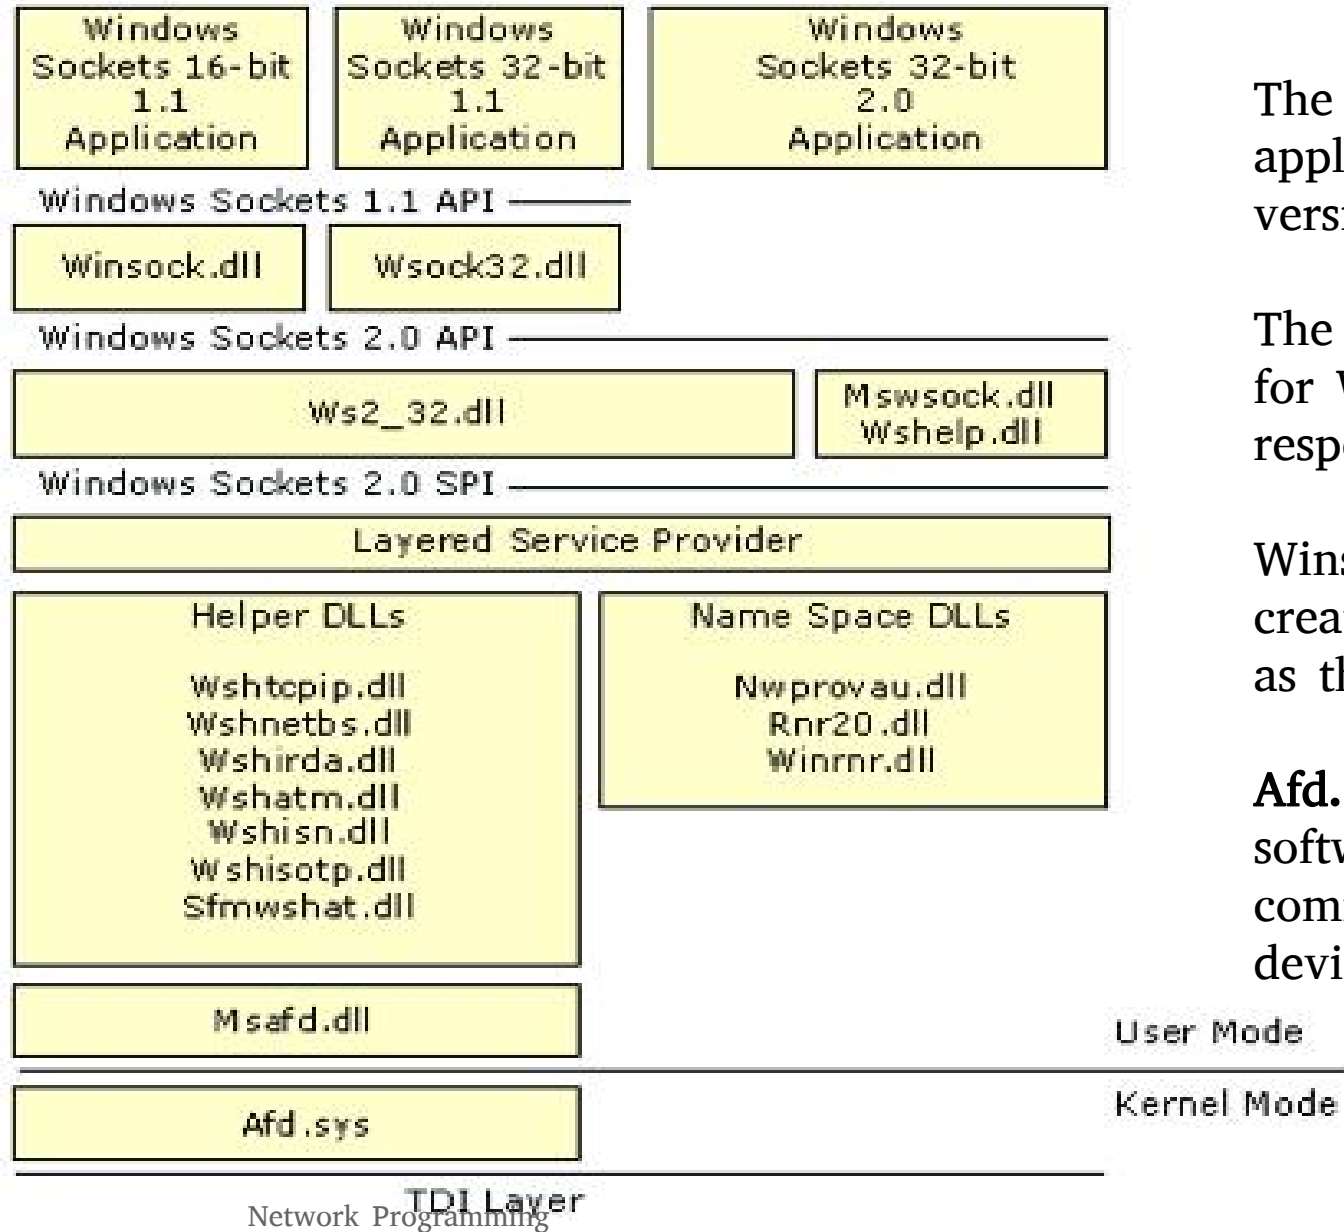 Windows
Sockets 16-bit
1.1
Application
Windows
Sockets 32-bit
1.1
Application
Windows
Sockets 32-bit
2.0
Application
Windows Sockets 1.1 API
Winsock.dll
Wsock32.dll
Windows Sockets 2.0 API
Ws2_32.dll
Mswsock.dll
Wshelp.dll
Windows Sockets 2.0 SPI
Layered Service Provider
Helper DLLs
Wshtcpip.dll
Wshnetbs.dll
Wshirda.dll
Wshatm.dll
Wshisn.dll
Wshisotp.dll
Sfmwshat.dll
Name Space DLLs
Nwprovau.dll
Rnr20.dll
Winrnr.dll
Msafd.dll
User Mode
Kernel Mode
Afd.sys
TDI Layer
Network Programming
The
appl
versi
The
for
resp
Wins
crea
as th
Afd.
softw
com
devi